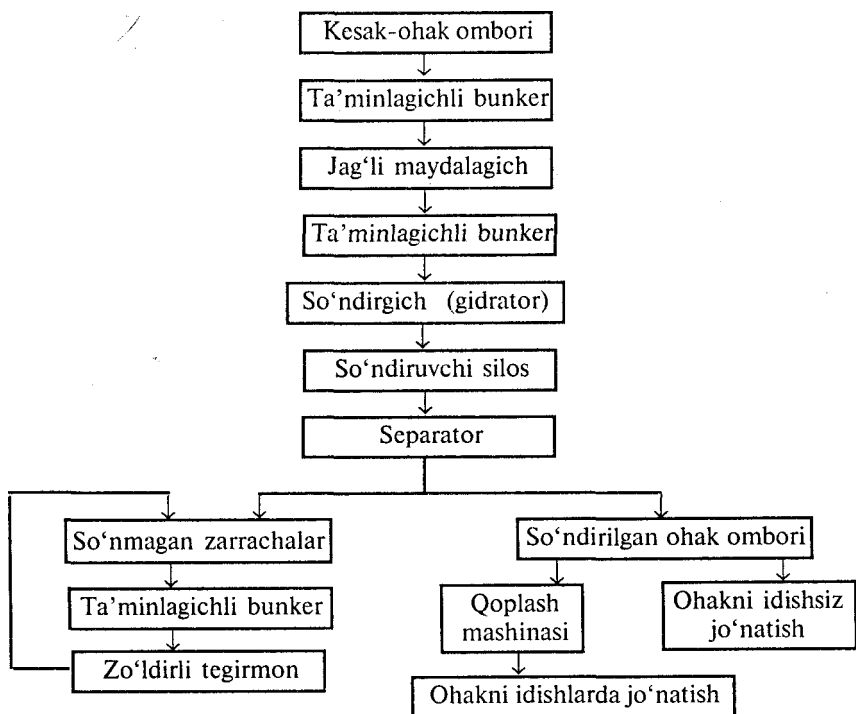 Kesak-ohak ombori
Ta’minlagichli bunker
Jag‘li maydalagich
Ta’minlagichli bunker
So‘ndirgich (gidrator)
So‘ndiruvchi silos
Separator
So‘nmagan zarrachalar
Ta’minlagichli bunker
Zo‘ldirli tegirmon
So‘ndirilgan ohak ombori
Qoplash
mashinasi
Ohakni idishsiz
jo‘natish
Ohakni idishlarda jo‘natish